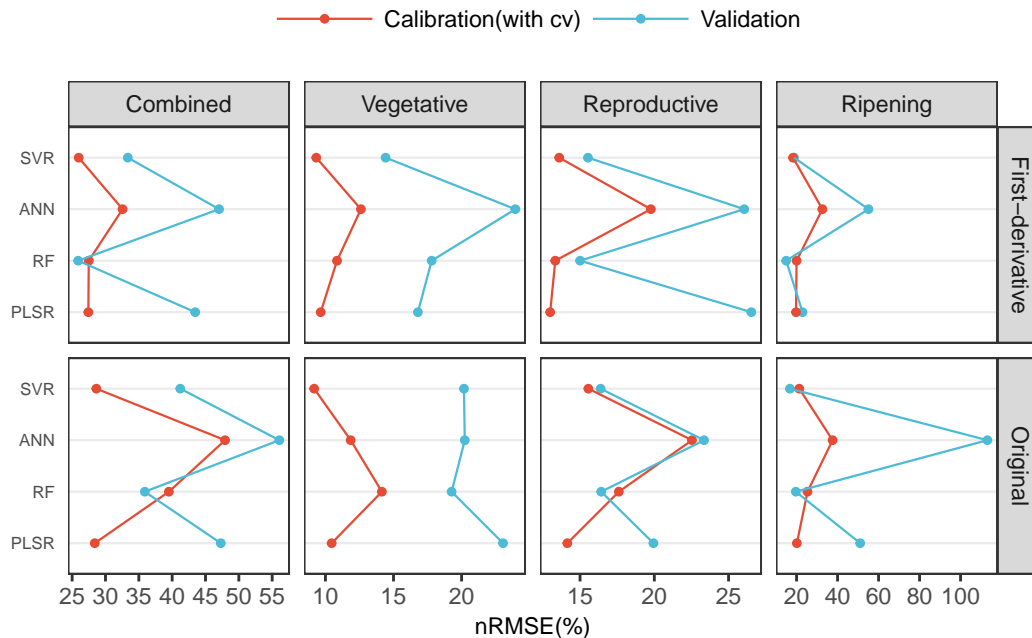 Calibration(with cv) Validation
Combined Vegetative Reproductive Ripening
SVR
ANN
RF
PLSR
First−derivative
SVR
ANN
RF
PLSR
Original
25 30 35 40 45 50 55 10 15 20 15 20 25 20 40 60 80 100
nRMSE(%)